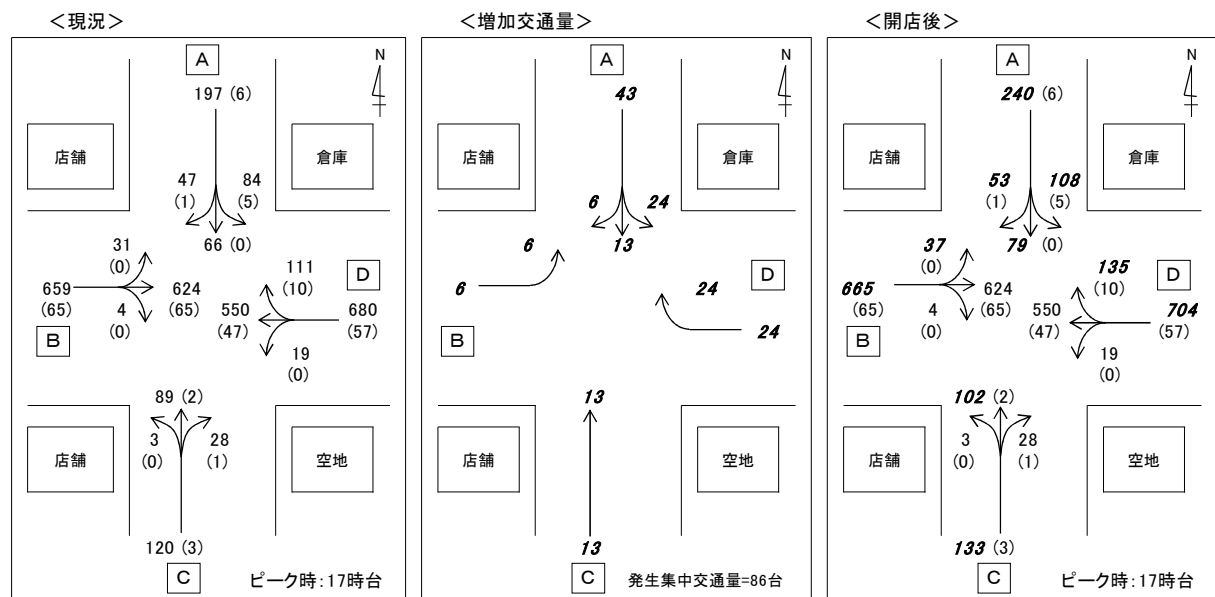 <現況>
A
N
197 (6)
店舗
倉庫
47
(1)
84
(5)
66 (0)
31
(0)
111
(10)
D
659
(65)
4
(0)
624
(65)
550
(47)
680
(57)
B
19
(0)
89 (2)
3
(0)
28
(1)
店舗
空地
120 (3)
C
ピーク時:17時台
<増加交通量>
A
N
43
店舗
倉庫
6
24
13
6
D
24
6
24
B
13
店舗
空地
13
C
発生集中交通量=86台
<開店後>
A
N
240 (6)
店舗
倉庫
53
(1)
108
(5)
79 (0)
37
(0)
135
(10)
D
665
(65)
4
(0)
624
(65)
550
(47)
704
(57)
B
19
(0)
102 (2)
3
(0)
28
(1)
店舗
空地
133 (3)
C
ピーク時:17時台